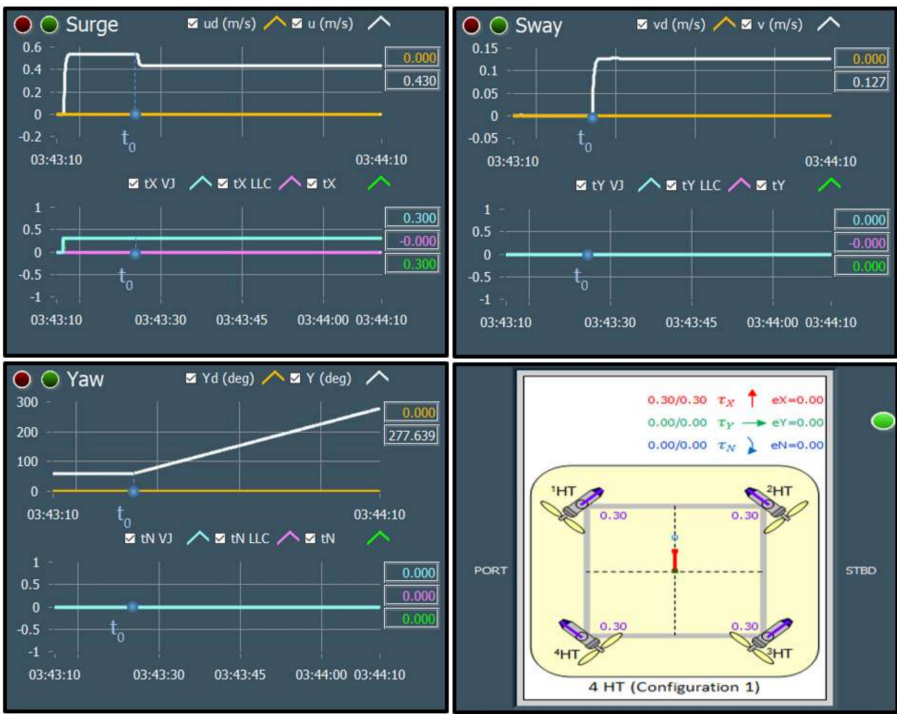 Surge
ud (m/s)
u (m/s)
0.6
0.4
0.2
0
-0.2
0.000
0.430
t0
03:43:10
03:44:10
tX VJ
tX LLC
tX
1
0.5
0
-0.5
-1
0.300
-0.000
0.300
t0
03:43:10
03:43:30
03:43:45
03:44:00
03:44:10
Sway
vd (m/s)
v (m/s)
0.15
0.1
0.05
0
-0.05
0.000
0.127
t0
03:43:10
03:44:10
tY VJ
tY LLC
tY
1
0.5
0
-0.5
-1
0.000
-0.000
0.000
t0
03:43:10
03:43:30
03:43:45
03:44:00
03:44:10
Yaw
Yd (deg)
Y (deg)
300
200
100
0
0.000
277.639
03:43:10
t0
03:44:10
tN VJ
tN LLC
tN
1
0.5
0
-0.5
-1
0.000
0.000
0.000
t0
03:43:10
03:43:30
03:43:45
03:44:00
03:44:10
0.30/0.30 τX eX=0.00
0.00/0.00 τY eY=0.00
0.00/0.00 τN eN=0.00
¹HT
²HT
0.30
0.30
PORT
STBD
0.30
0.30
⁴HT
³HT
4 HT (Configuration 1)